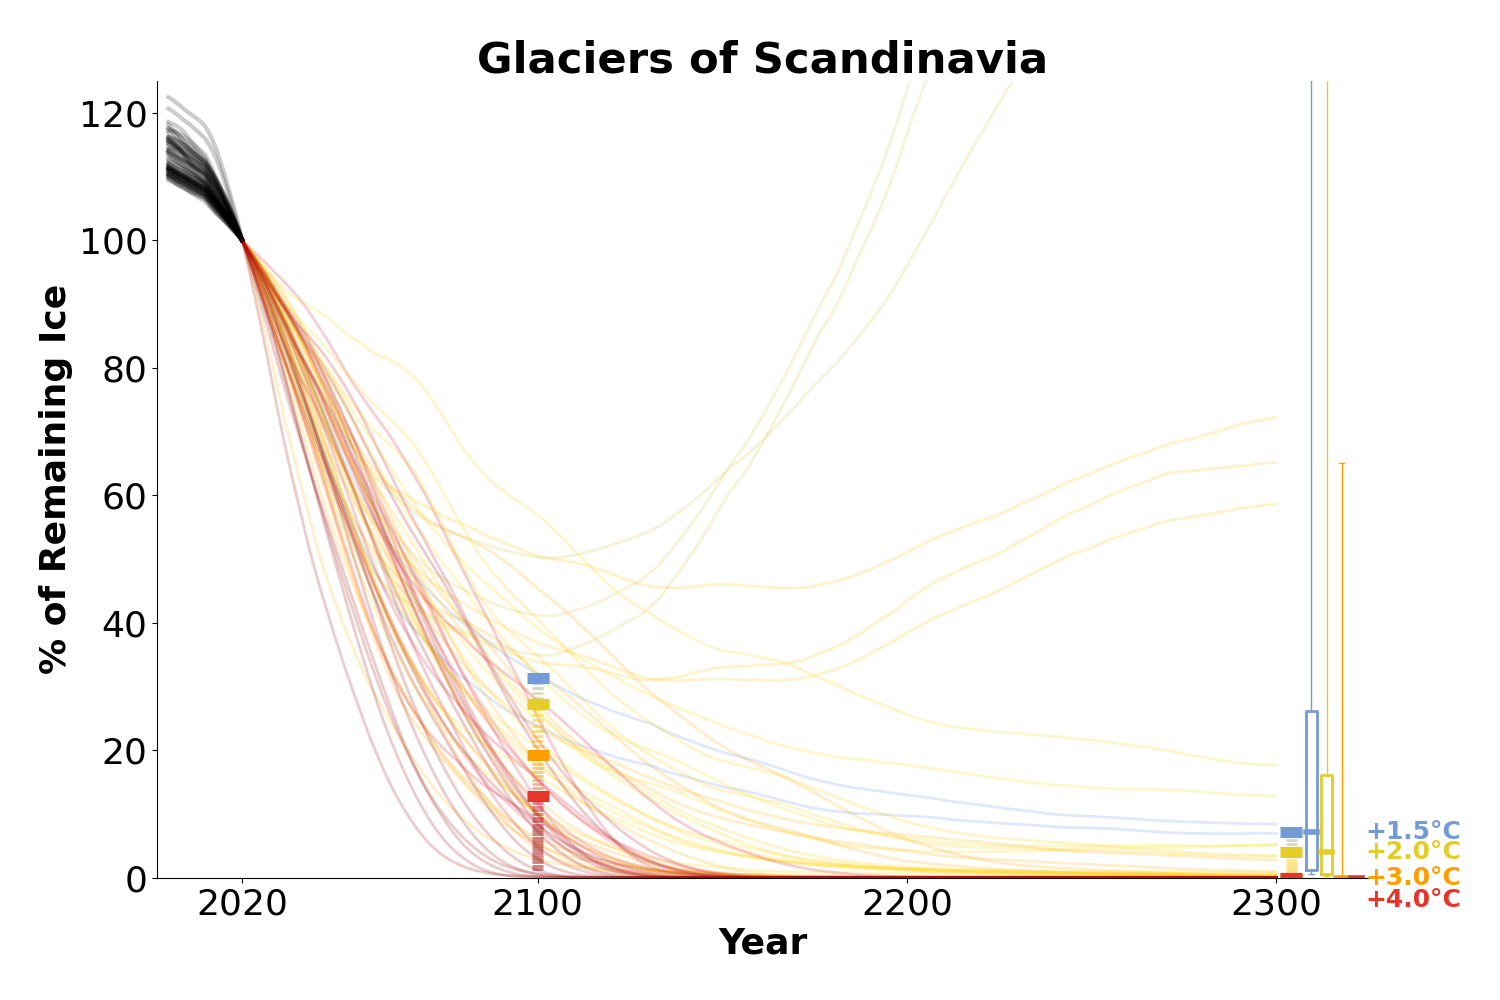 Glaciers of Scandinavia
% of Remaining Ice
120
100
80
60
40
20
0
+1.5°C
+2.0°C
+3.0°C
+4.0°C
2020 2100 2200 2300
Year